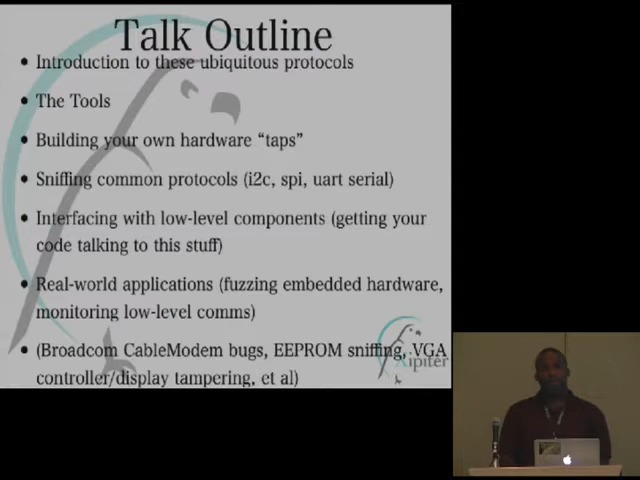 Talk Outline
• Introduction to these ubiquitous protocols
• The Tools
• Building your own hardware “taps”
• Sniffing common protocols (i2c, spi, uart serial)
• Interfacing with low-level components (getting your
code talking to this stuff)
• Real-world applications (fuzzing embedded hardware,
monitoring low-level comms)
• (Broadcom CableModem bugs, EEPROM sniffing, VGA
controller/display tampering, et al)
Xipiter